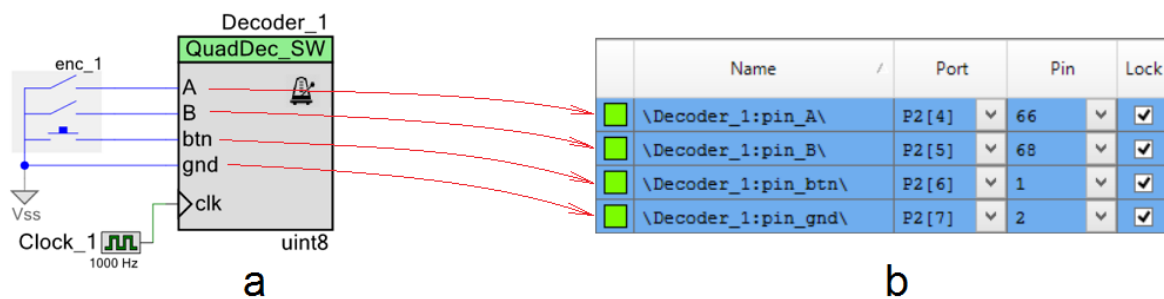 Decoder_1
QuadDec_SW
enc_1
A
B
btn
gnd
clk
Vss
Clock_1
1000 Hz
uint8
a
Name / Port Pin Lock
\Decoder_1:pin_A\ P2[4] 66
\Decoder_1:pin_B\ P2[5] 68
\Decoder_1:pin_btn\ P2[6] 1
\Decoder_1:pin_gnd\ P2[7] 2
b